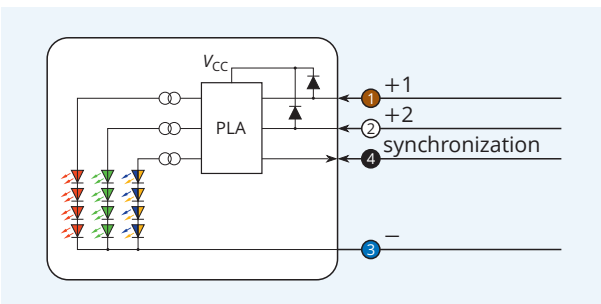 VCC
PLA
1 +1
2 +2
4 synchronization
3 −